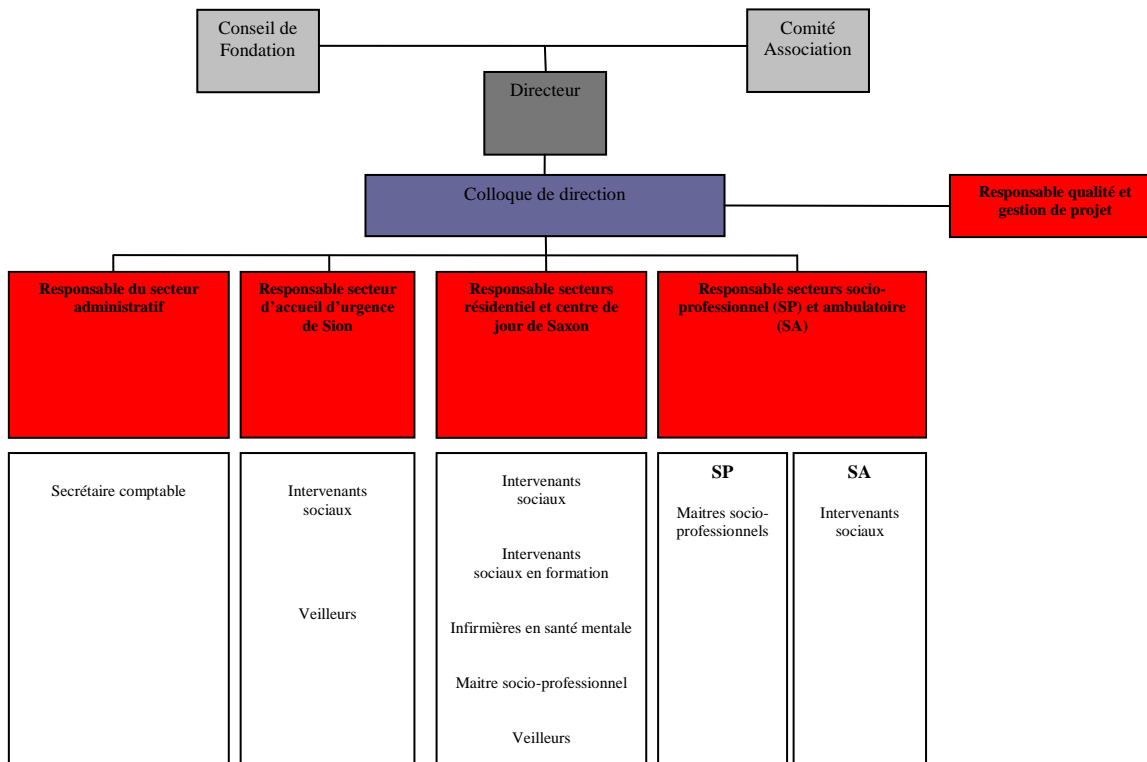 Conseil de
Fondation
Comité
Association
Directeur
Colloque de direction
Responsable qualité et
gestion de projet
Responsable du secteur
administratif
Responsable secteur
d’accueil d’urgence
de Sion
Responsable secteurs
résidentiel et centre de
jour de Saxon
Responsable secteurs socio-
professionnel (SP) et ambulatoire
(SA)
Secrétaire comptable
Intervenants
sociaux
Veilleurs
Intervenants
sociaux
Intervenants
sociaux en formation
Infirmières en santé mentale
Maitre socio-professionnel
Veilleurs
SP
Maitres socio-
professionnels
SA
Intervenants
sociaux